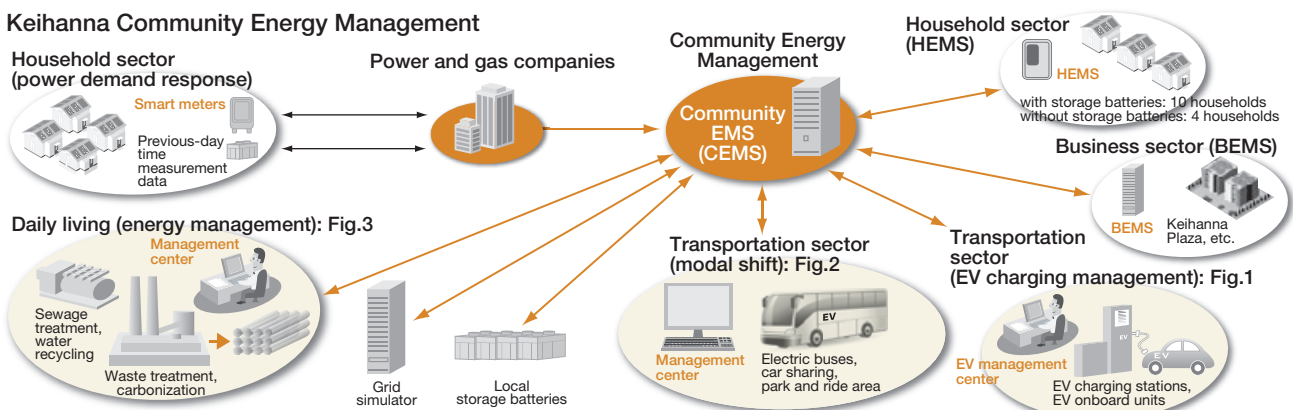 Keihanna Community Energy Management
Household sector
(power demand response)
Smart meters
Previous-day
time
measurement
data
Power and gas companies
Community Energy
Management
Community
EMS
(CEMS)
Household sector
(HEMS)
HEMS
with storage batteries: 10 households
without storage batteries: 4 households
Business sector (BEMS)
BEMS
Keihanna
Plaza, etc.
Daily living (energy management): Fig.3
Management
center
Sewage
treatment,
water
recycling
Waste treatment,
carbonization
Grid
simulator
Local
storage batteries
Transportation sector
(modal shift): Fig.2
EV
Management
center
Electric buses,
car sharing,
park and ride area
Transportation
sector
(EV charging management): Fig.1
EV
EV
EV management
center
EV charging stations,
EV onboard units